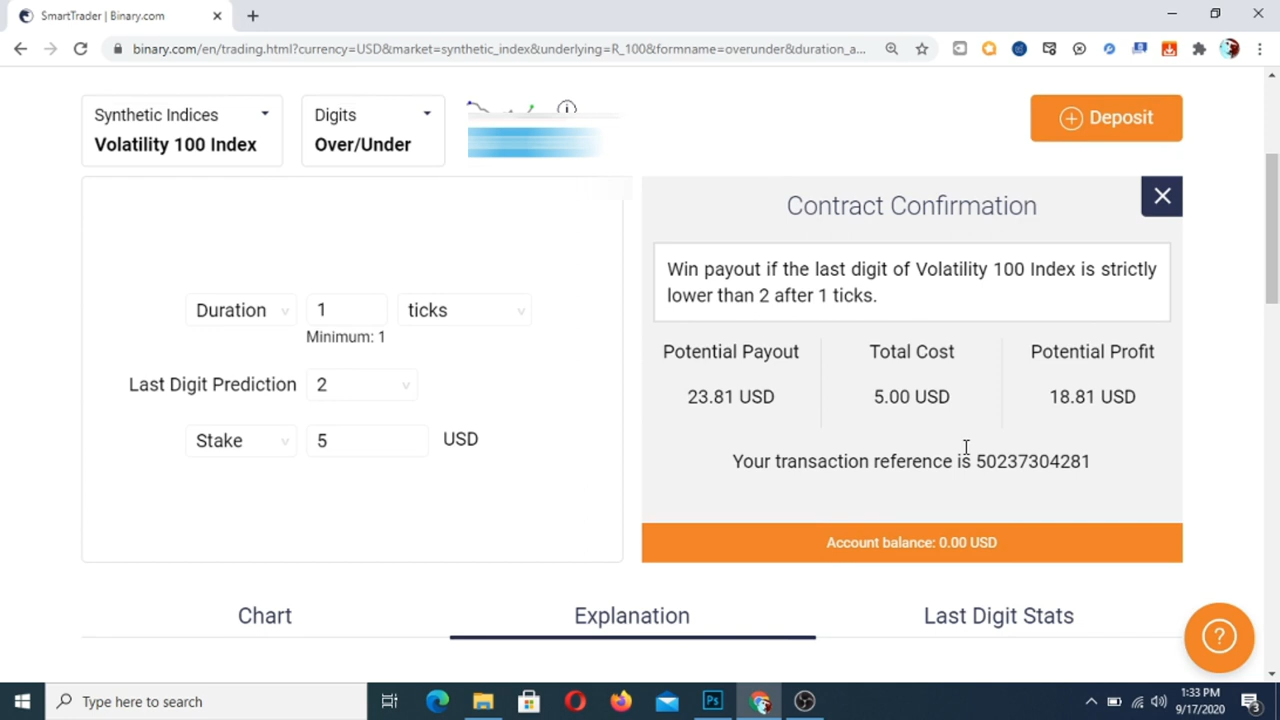 SmartTrader | Binary.com
binary.com/en/trading.html?currency=USD&market=synthetic_index&underlying=R_100&formname=overunder&duration_a...
Synthetic Indices
Volatility 100 Index
Digits
Over/Under
Deposit
Duration
1
ticks
Minimum: 1
Last Digit Prediction
2
Stake
5
USD
Contract Confirmation
Win payout if the last digit of Volatility 100 Index is strictly
lower than 2 after 1 ticks.
Potential Payout
Total Cost
Potential Profit
23.81 USD
5.00 USD
18.81 USD
Your transaction reference is 50237304281
Account balance: 0.00 USD
Chart
Explanation
Last Digit Stats
?
Type here to search
Ps
1:33 PM
9/17/2020
3